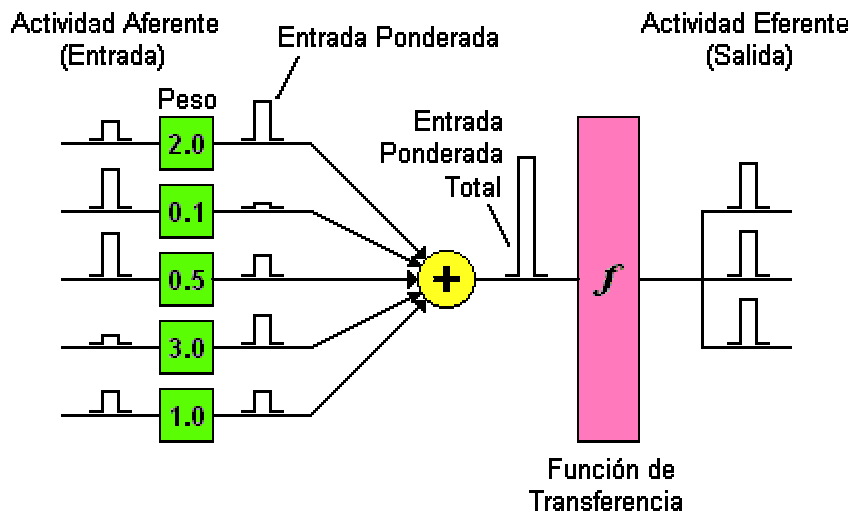 Actividad Aferente
(Entrada)
Entrada Ponderada
Actividad Eferente
(Salida)
Peso
2.0
0.1
0.5
3.0
1.0
Entrada
Ponderada
Total
+
f
Función de
Transferencia